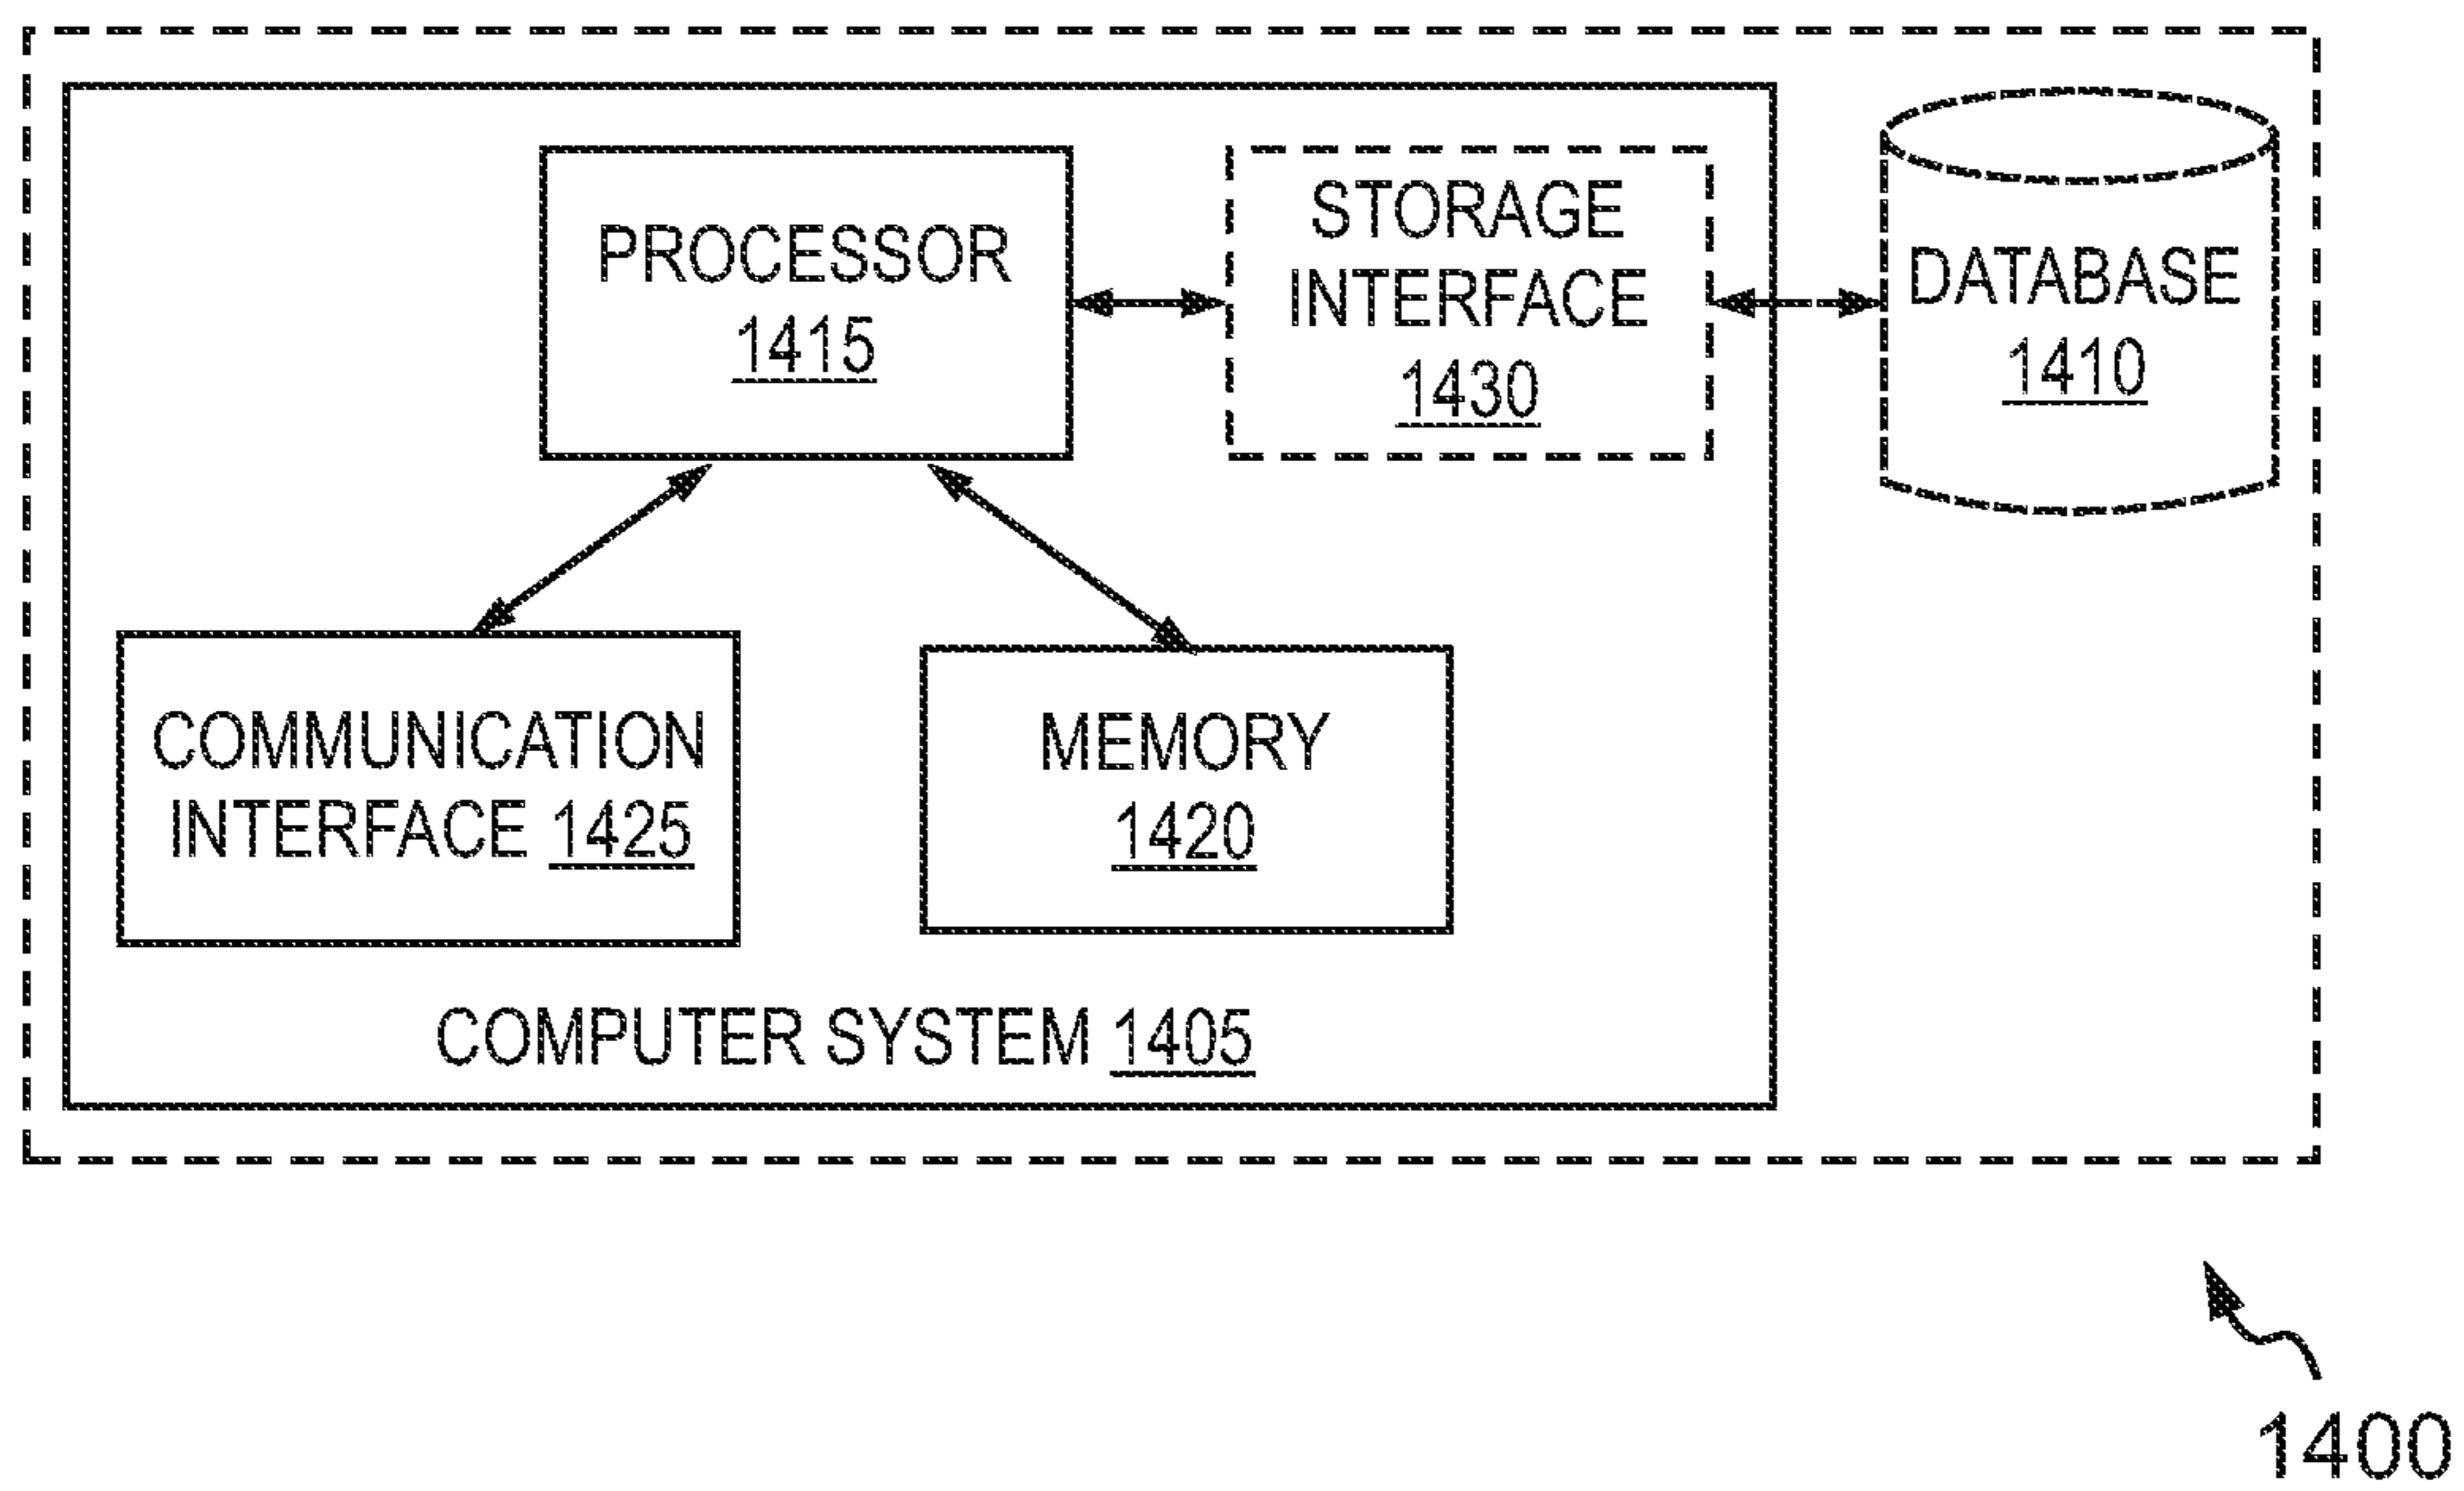 PROCESSOR
1415
STORAGE
INTERFACE
1430
DATABASE
1410
COMMUNICATION
INTERFACE 1425
MEMORY
1420
COMPUTER SYSTEM 1405
1400